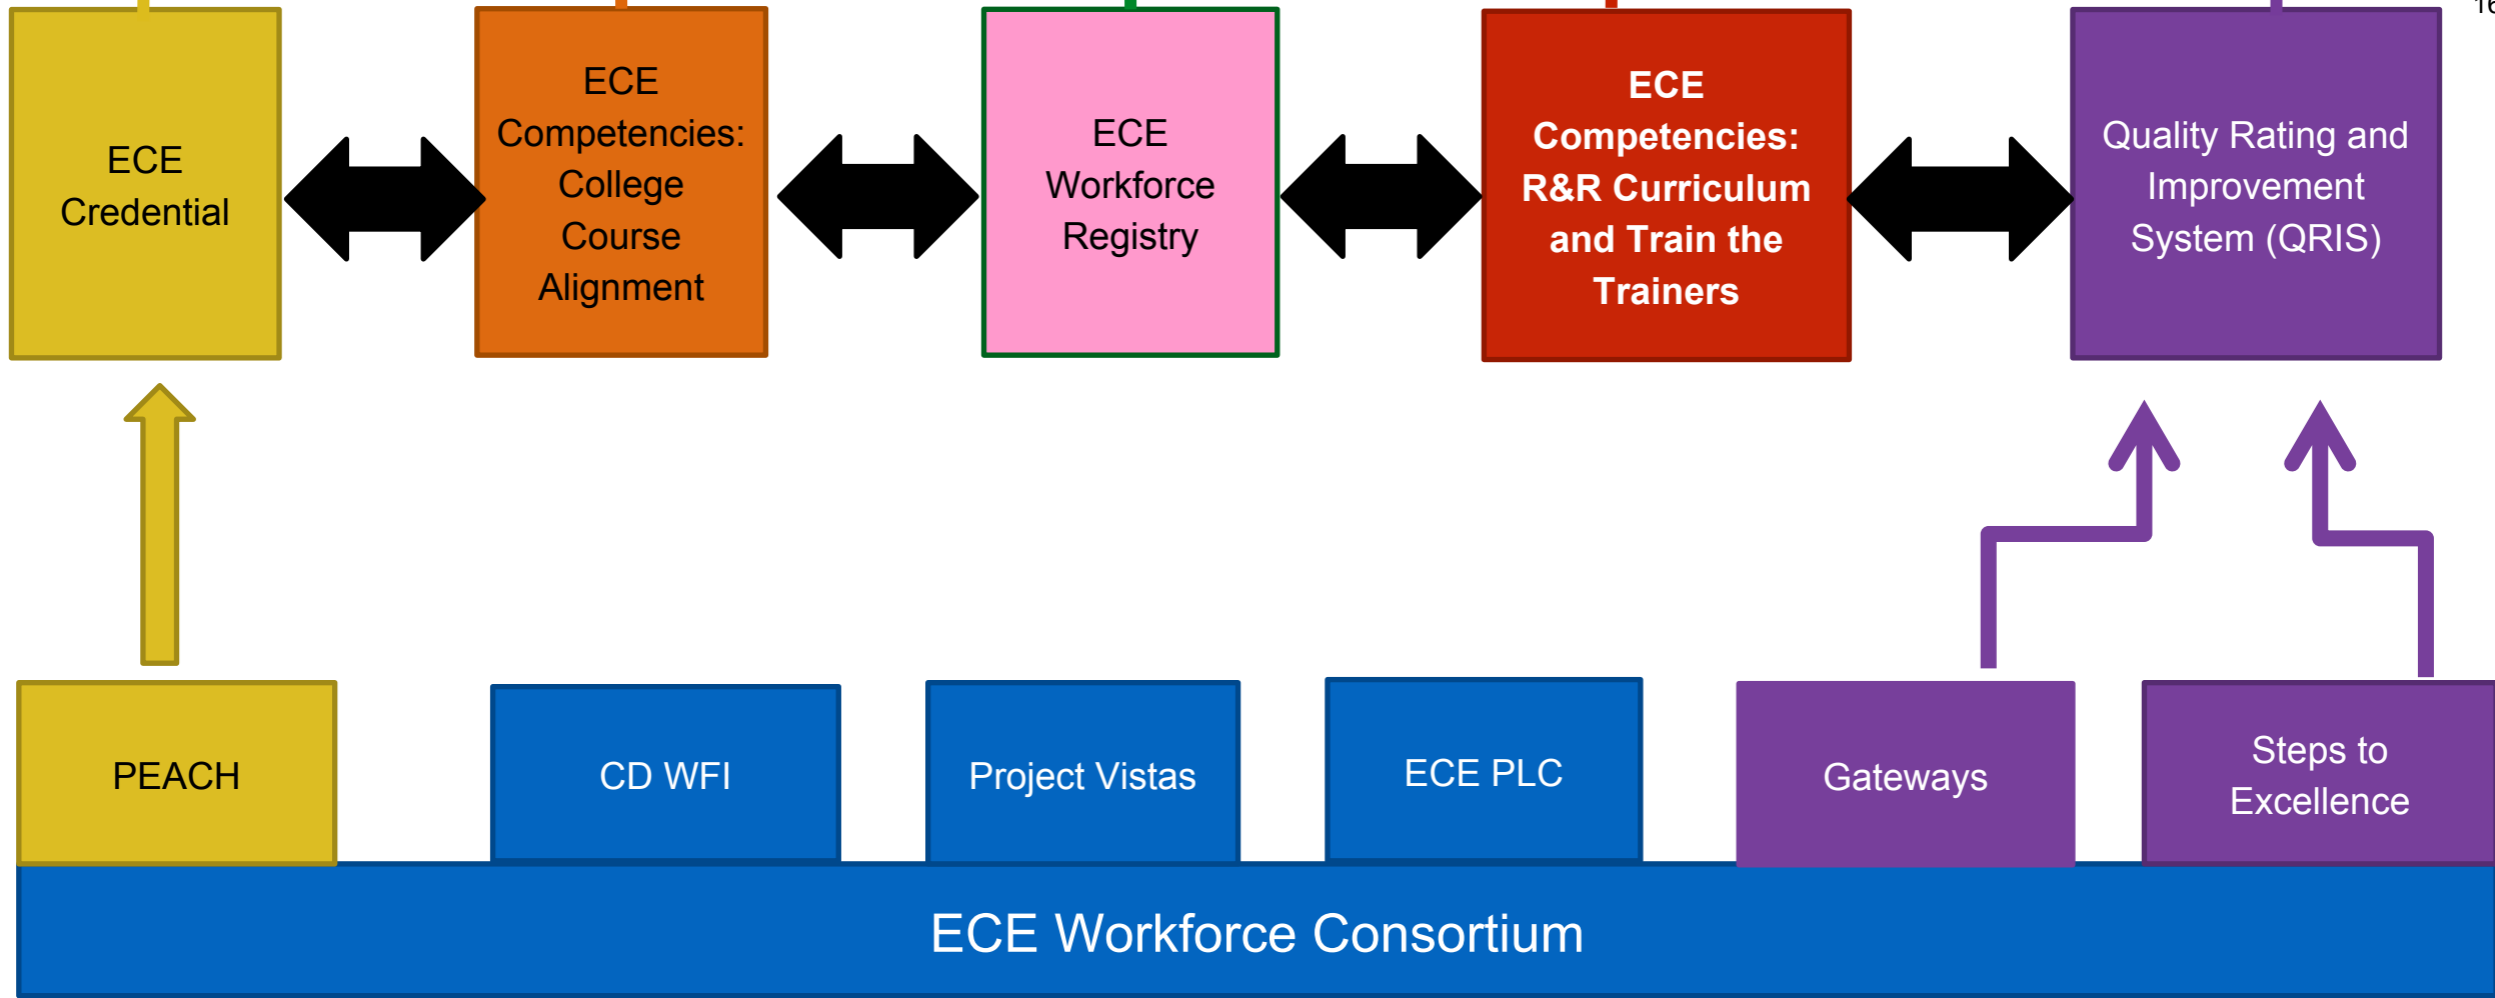 16
ECE
Credential
ECE
Competencies:
College
Course
Alignment
ECE
Workforce
Registry
ECE
Competencies:
R&R Curriculum
and Train the
Trainers
Quality Rating and
Improvement
System (QRIS)
PEACH
CD WFI
Project Vistas
ECE PLC
Gateways
Steps to
Excellence
ECE Workforce Consortium